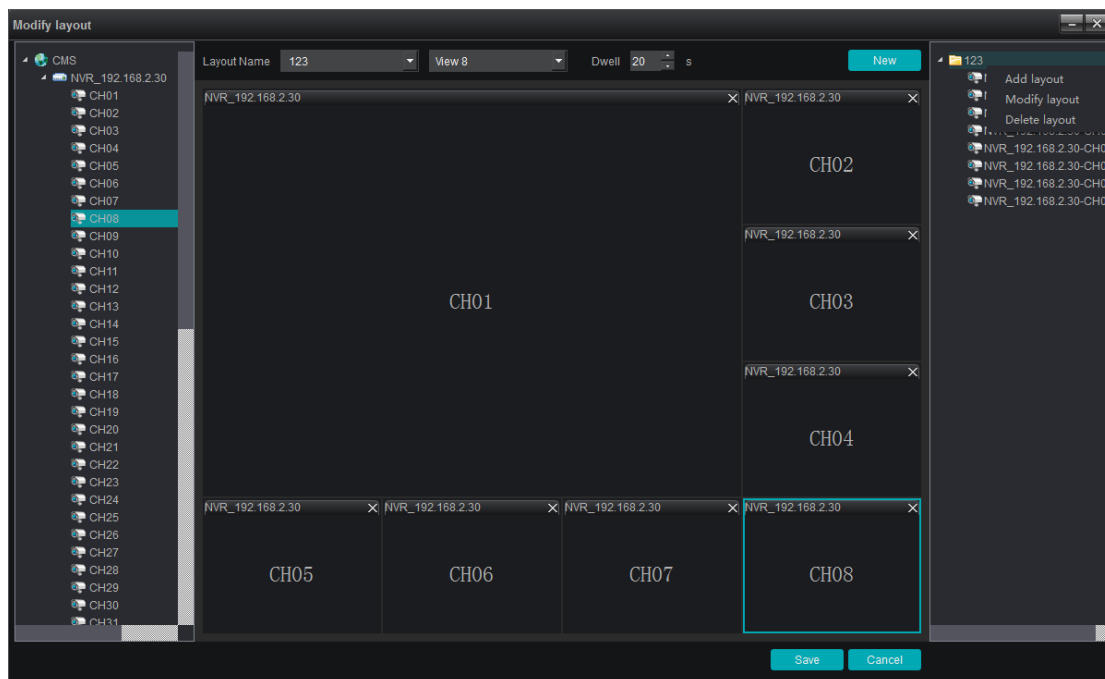 Modify layout
CMS
NVR_192.168.2.30
CH01
CH02
CH03
CH04
CH05
CH06
CH07
CH08
CH09
CH10
CH11
CH12
CH13
CH14
CH15
CH16
CH17
CH18
CH19
CH20
CH21
CH22
CH23
CH24
CH25
CH26
CH27
CH28
CH29
CH30
CH31
Layout Name 123 View 8 Dwell 20 s New
NVR_192.168.2.30
CH01
NVR_192.168.2.30
CH02
NVR_192.168.2.30
CH03
NVR_192.168.2.30
CH04
NVR_192.168.2.30
CH05
NVR_192.168.2.30
CH06
NVR_192.168.2.30
CH07
NVR_192.168.2.30
CH08
Save Cancel
123
Add layout
Modify layout
Delete layout
NVR_192.168.2.30-CH0
NVR_192.168.2.30-CH0
NVR_192.168.2.30-CH0
NVR_192.168.2.30-CH0